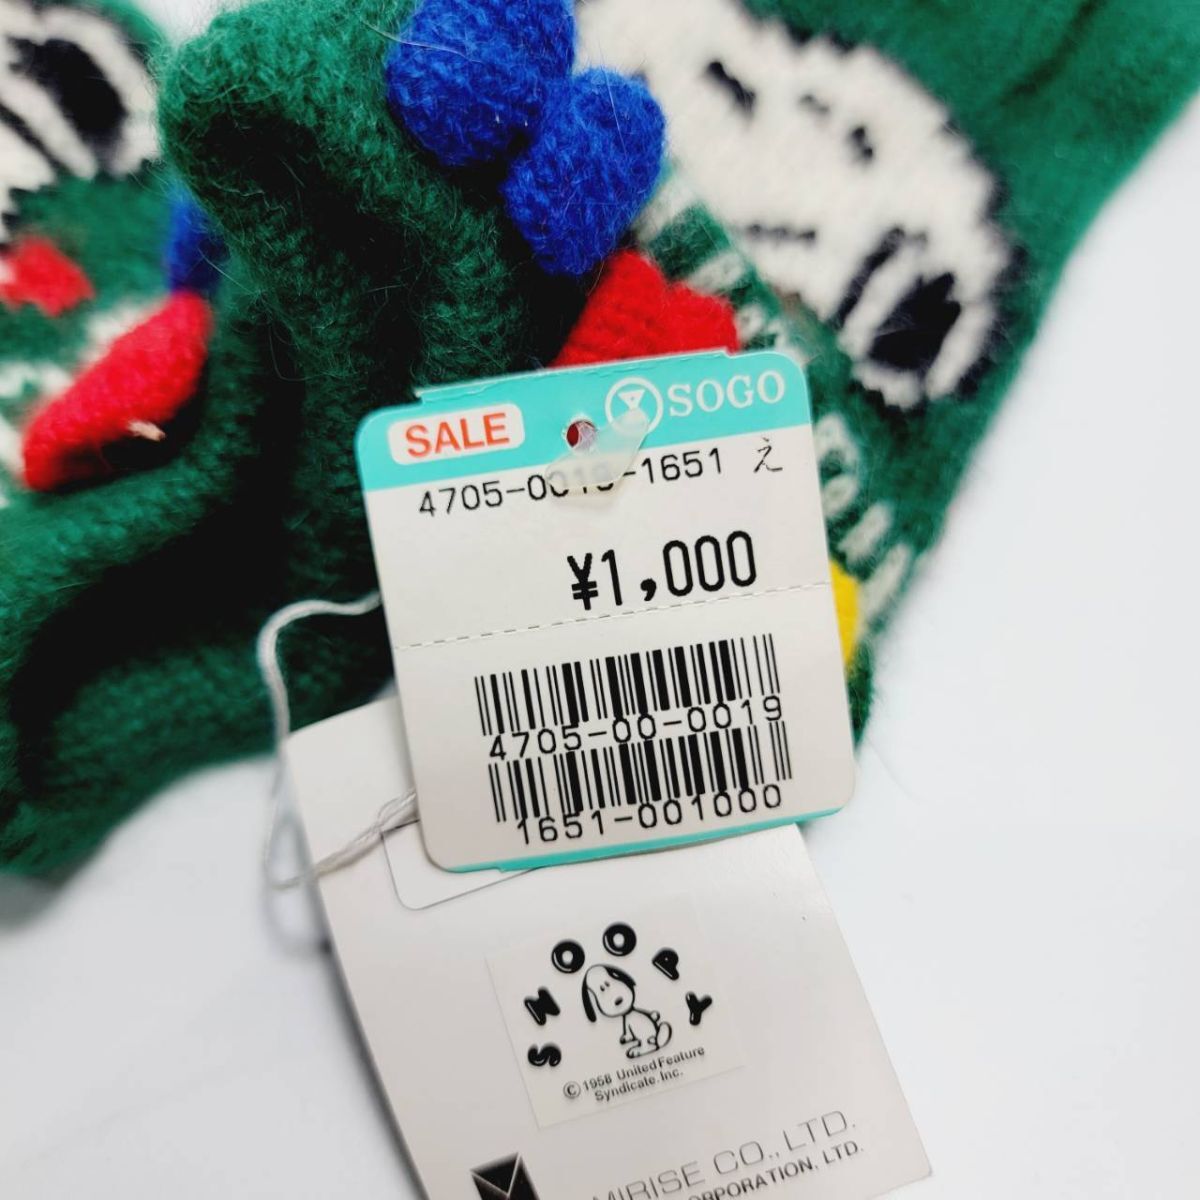 SALE SOGO
4705-0019-1651 え
¥1,000
4705-00-0019
1651-001000
SNOOPY
© 1958 United Feature
Syndicate. Inc.
MIRISE CO., LTD.
CORPORATION, LTD.